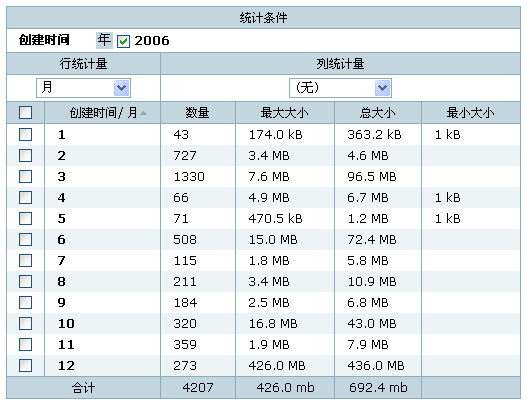 统计条件
创建时间 年 2006
行统计量 列统计量
月 (无)
创建时间/月 数量 最大大小 总大小 最小大小
1 43 174.0 kB 363.2 kB 1 kB
2 727 3.4 MB 4.6 MB
3 1330 7.6 MB 96.5 MB
4 66 4.9 MB 6.7 MB 1 kB
5 71 470.5 kB 1.2 MB 1 kB
6 508 15.0 MB 72.4 MB
7 115 1.8 MB 5.8 MB
8 211 3.4 MB 10.9 MB
9 184 2.5 MB 6.8 MB
10 320 16.8 MB 43.0 MB
11 359 1.9 MB 7.9 MB
12 273 426.0 MB 436.0 MB
合计 4207 426.0 mb 692.4 mb